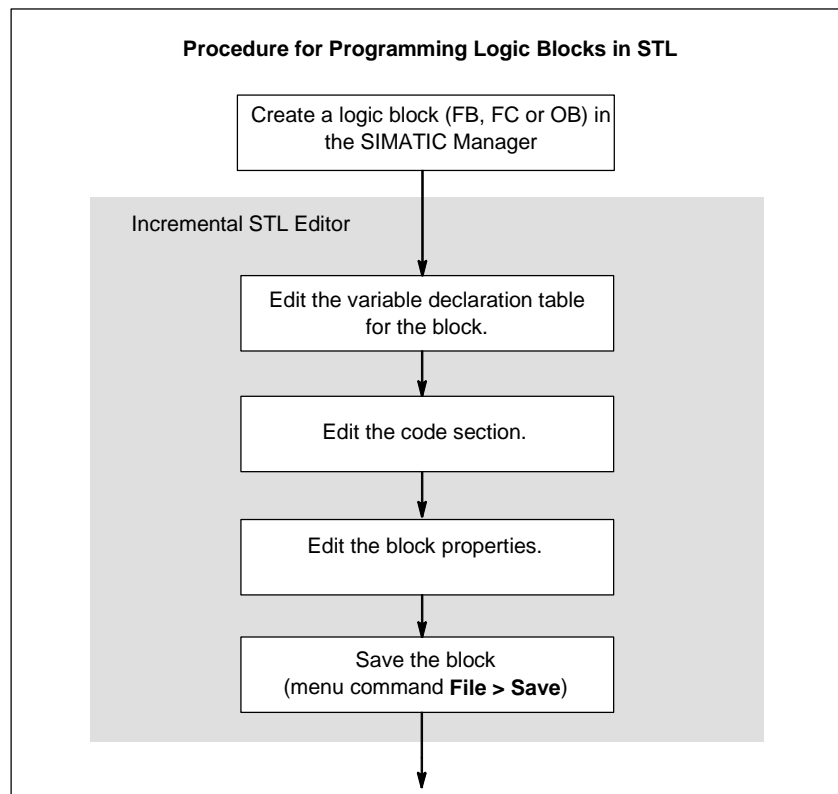 Procedure for Programming Logic Blocks in STL
Create a logic block (FB, FC or OB) in
the SIMATIC Manager
Incremental STL Editor
Edit the variable declaration table
for the block.
Edit the code section.
Edit the block properties.
Save the block
(menu command File > Save)